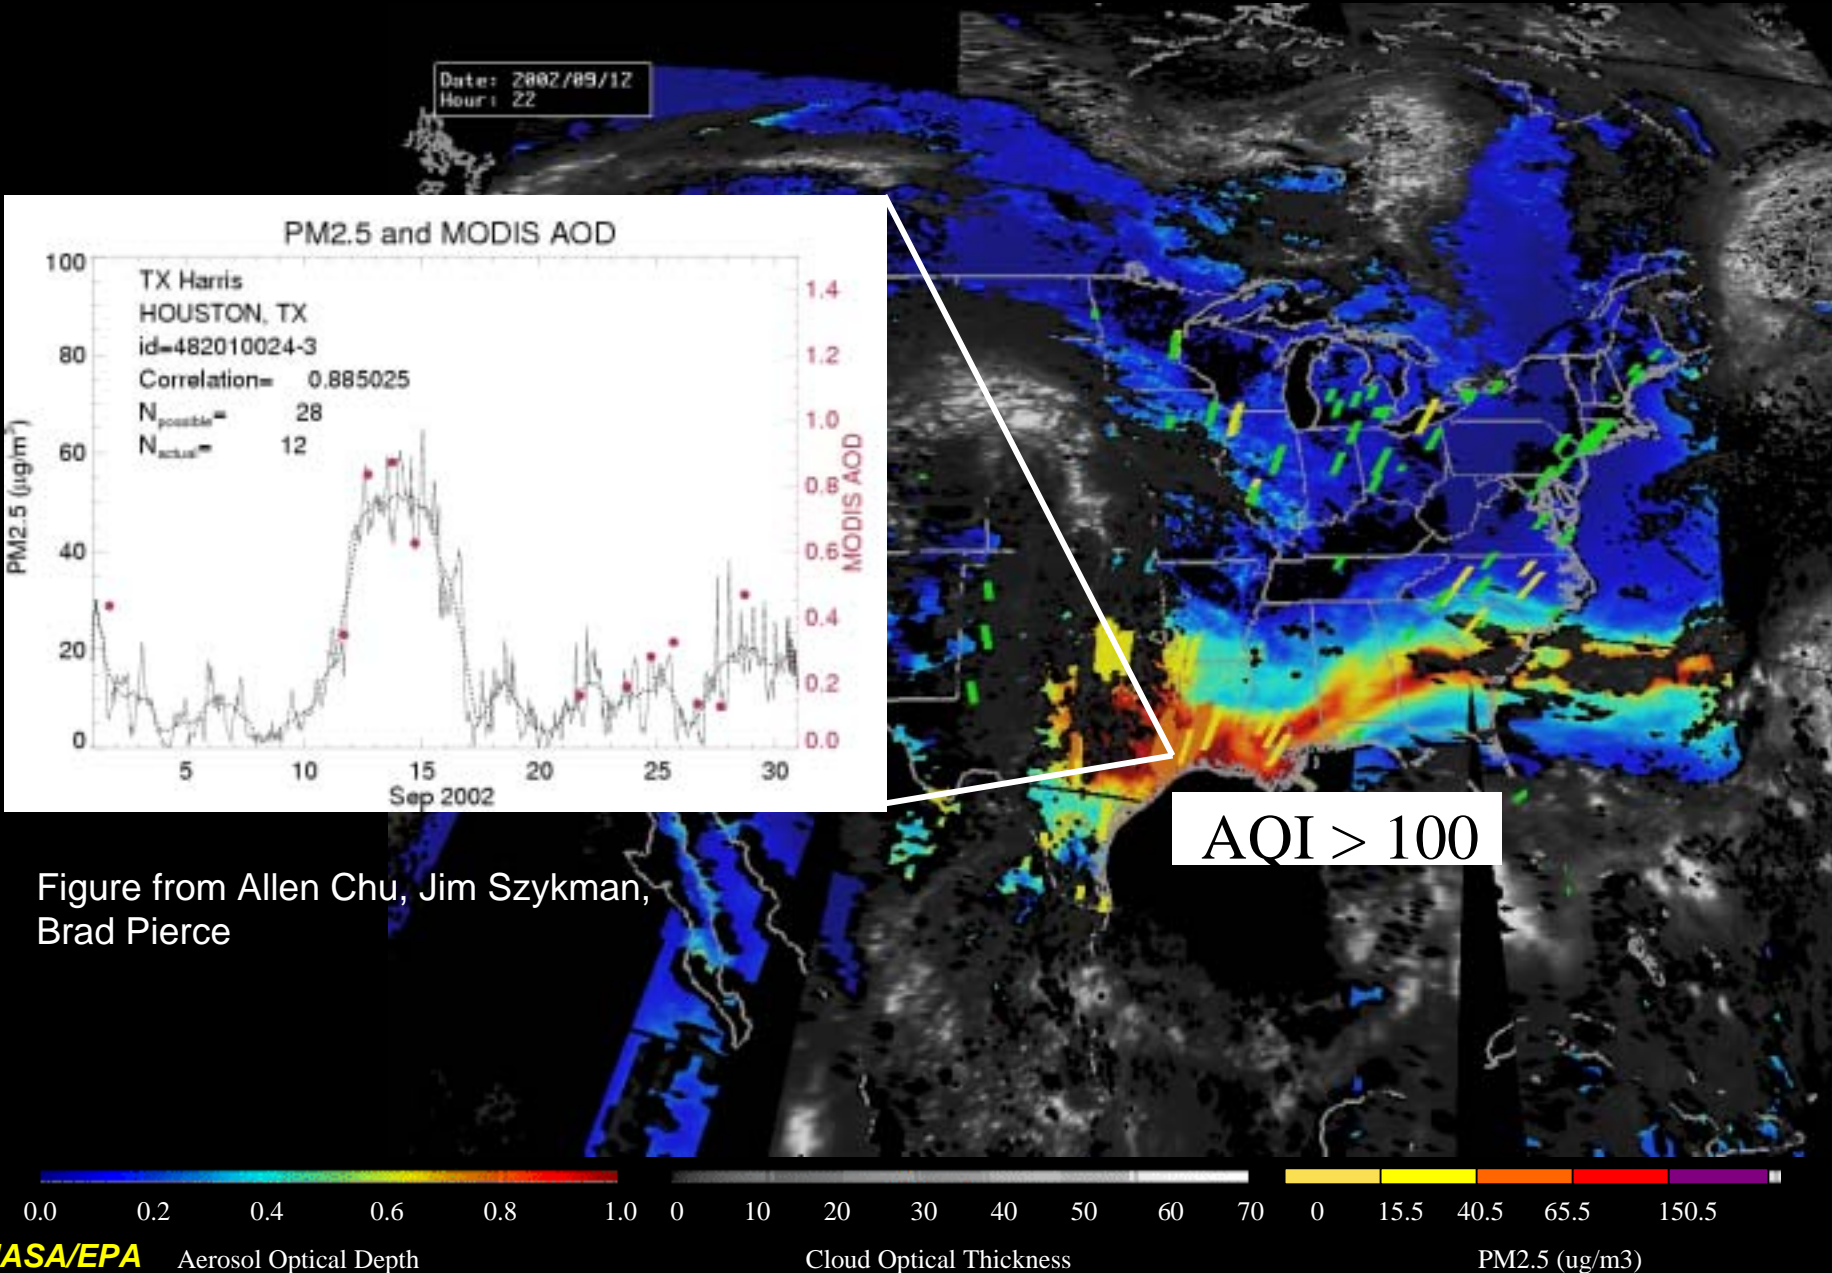 Date: 2002/09/12
Hour: 22
PM2.5 and MODIS AOD
TX Harris
HOUSTON, TX
id=482010024-3
Correlation= 0.885025
N possible= 28
N actual= 12
PM2.5 (µg/m³)
100
80
60
40
20
0
MODIS AOD
1.4
1.2
1.0
0.8
0.6
0.4
0.2
0.0
5 10 15 20 25 30
Sep 2002
AQI > 100
Figure from Allen Chu, Jim Szykman,
Brad Pierce
0.0 0.2 0.4 0.6 0.8 1.0
0 10 20 30 40 50 60 70
0 15.5 40.5 65.5 150.5
ASA/EPA
Aerosol Optical Depth
Cloud Optical Thickness
PM2.5 (ug/m3)